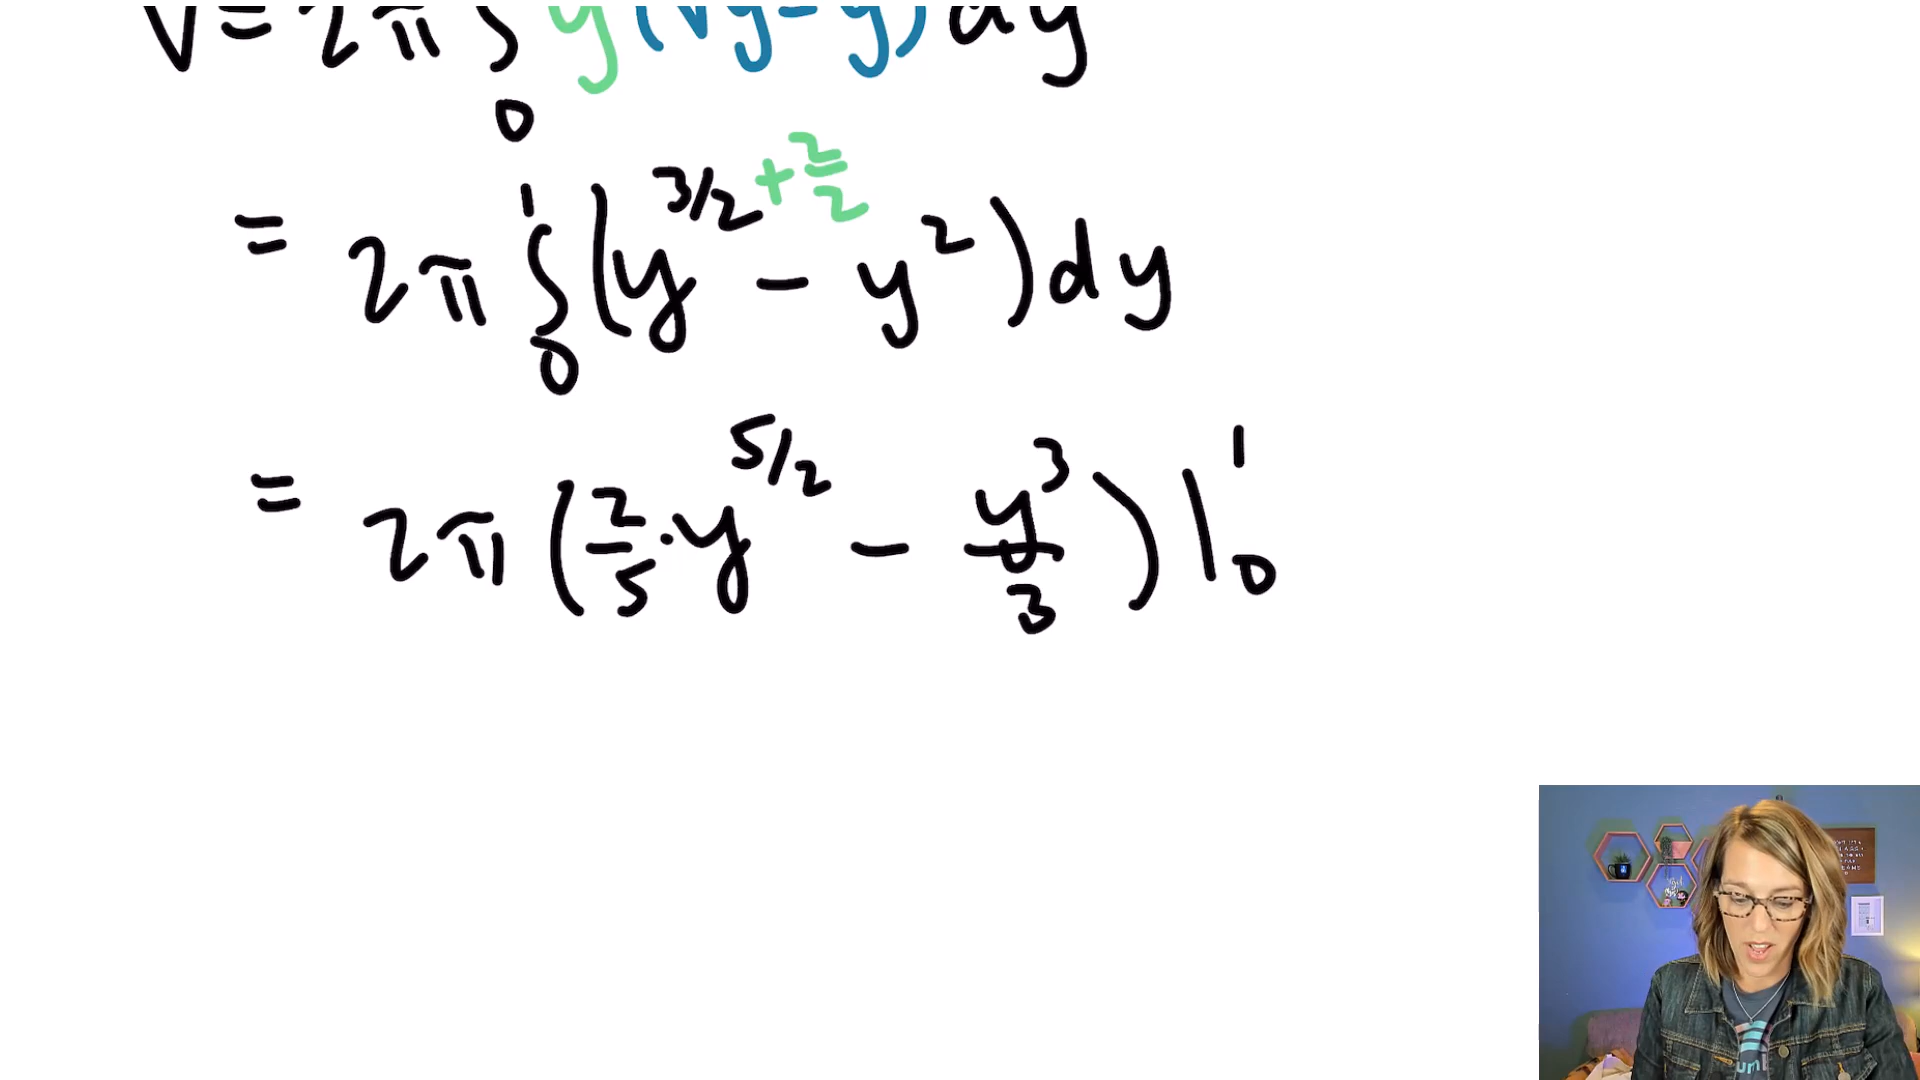 V = 2π ∫₀ y (√y - y) dy
= 2π ∫₀¹ (y^(3/2 + 2/2) - y²) dy
= 2π (2/5 · y^(5/2) - y³/3) |₀¹